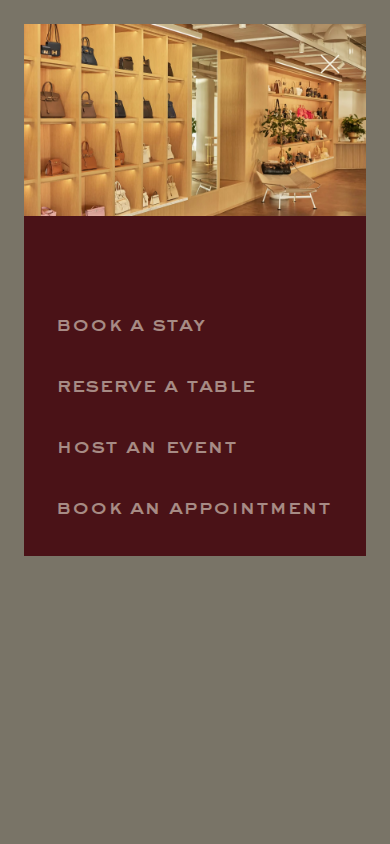 BOOK A STAY
RESERVE A TABLE
HOST AN EVENT
BOOK AN APPOINTMENT